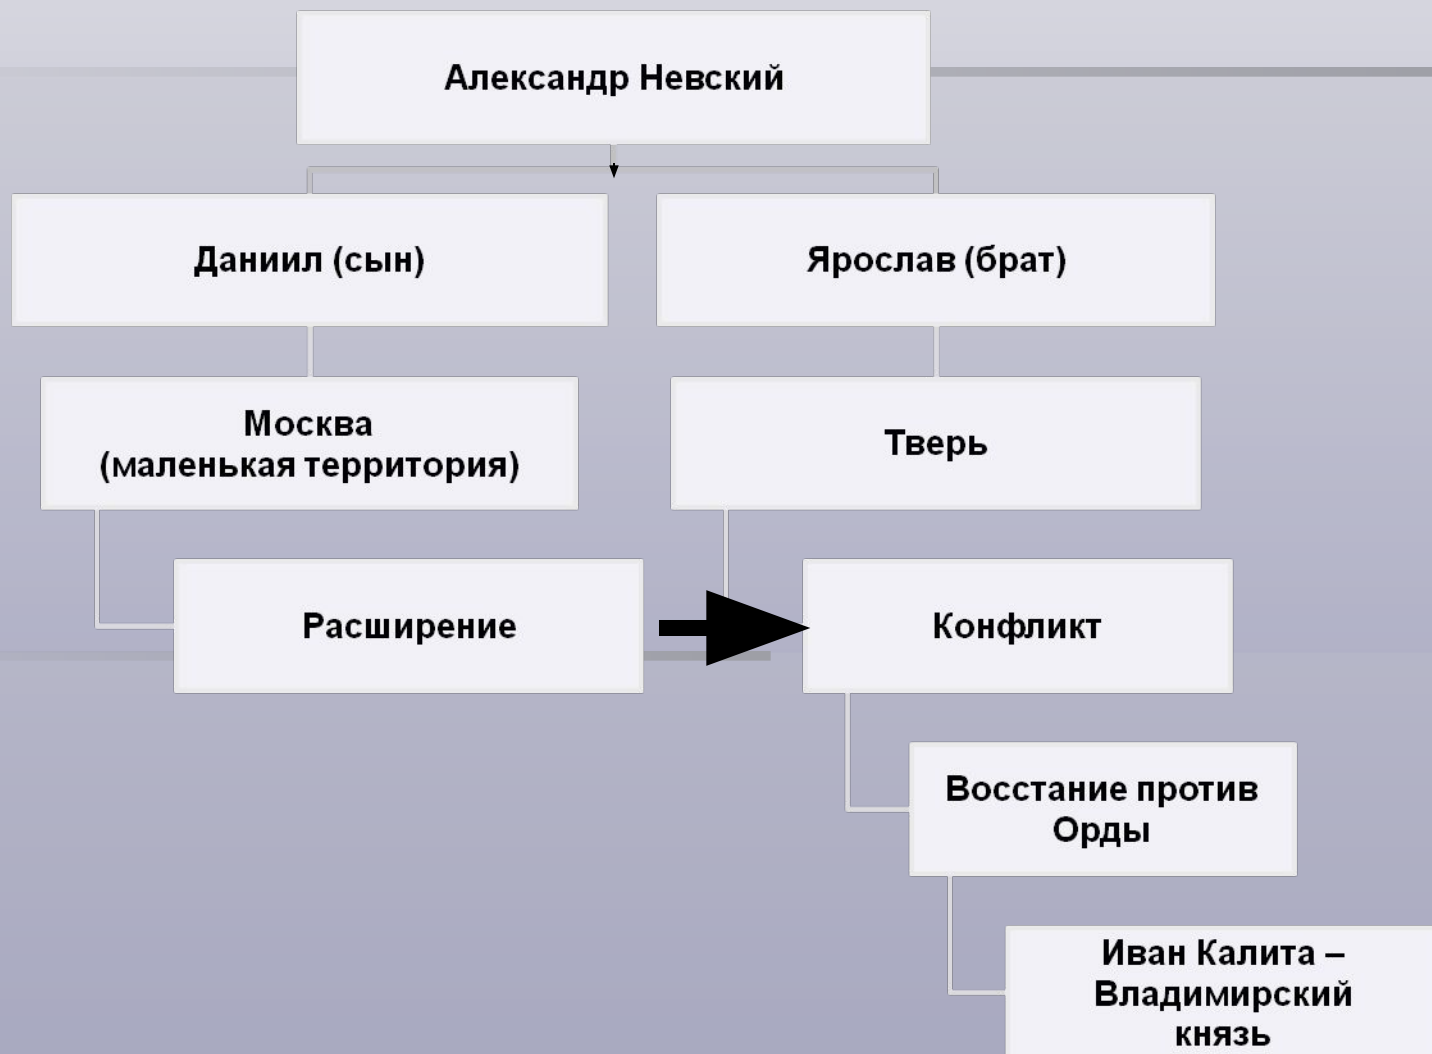 Александр Невский
Даниил (сын)
Ярослав (брат)
Москва
(маленькая территория)
Тверь
Расширение
Конфликт
Восстание против
Орды
Иван Калита –
Владимирский
князь